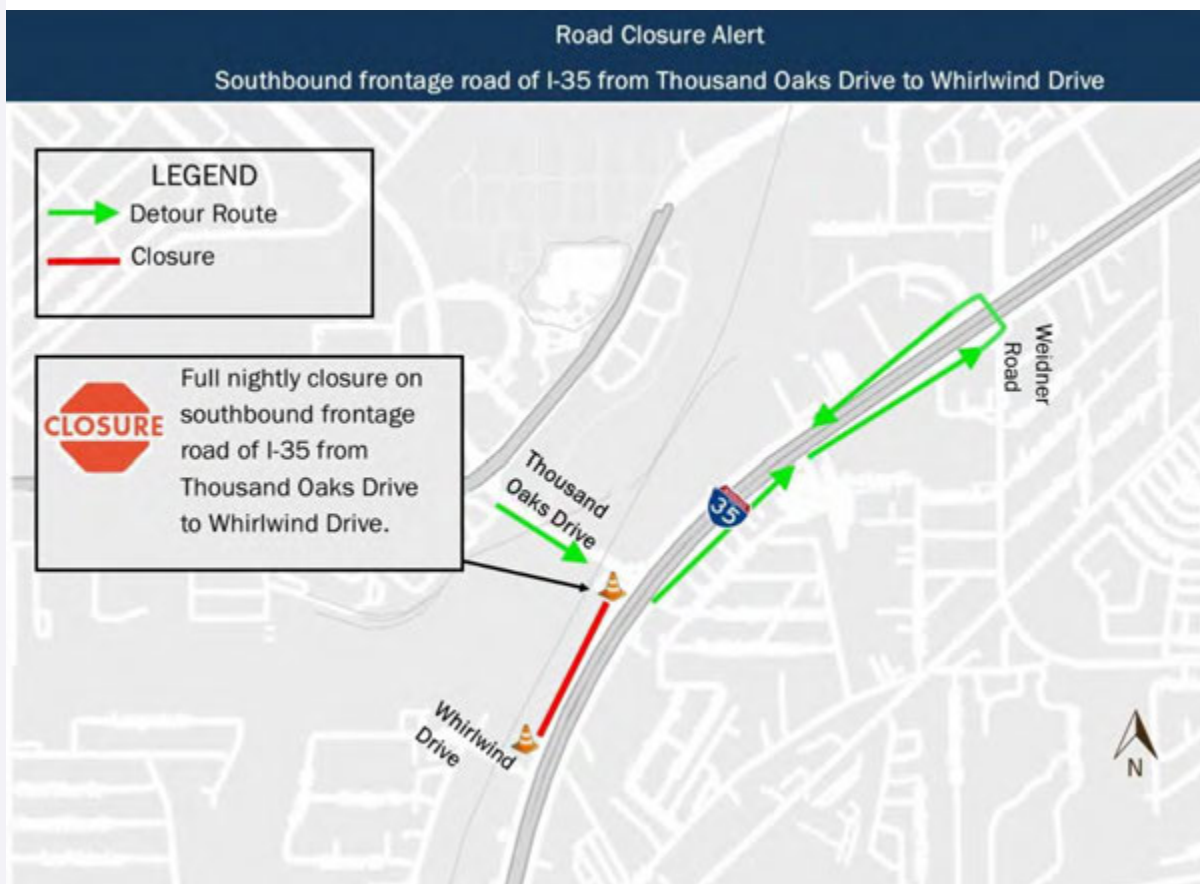 Road Closure Alert
Southbound frontage road of I-35 from Thousand Oaks Drive to Whirlwind Drive
LEGEND
Detour Route
Closure
CLOSURE
Full nightly closure on
southbound frontage
road of I-35 from
Thousand Oaks Drive
to Whirlwind Drive.
Thousand
Oaks Drive
35
Weidner
Road
Whirlwind
Drive
N